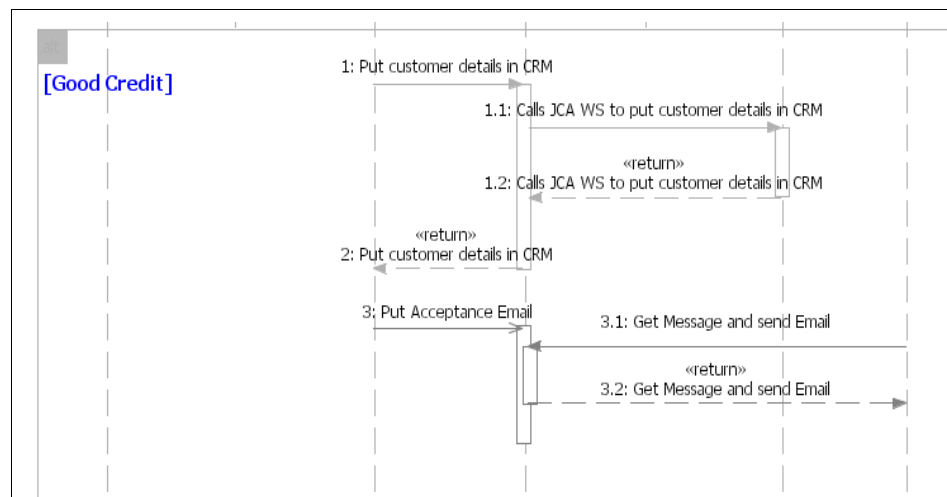 alt
[Good Credit]
1: Put customer details in CRM
1.1: Calls JCA WS to put customer details in CRM
«return»
1.2: Calls JCA WS to put customer details in CRM
«return»
2: Put customer details in CRM
3: Put Acceptance Email
3.1: Get Message and send Email
«return»
3.2: Get Message and send Email